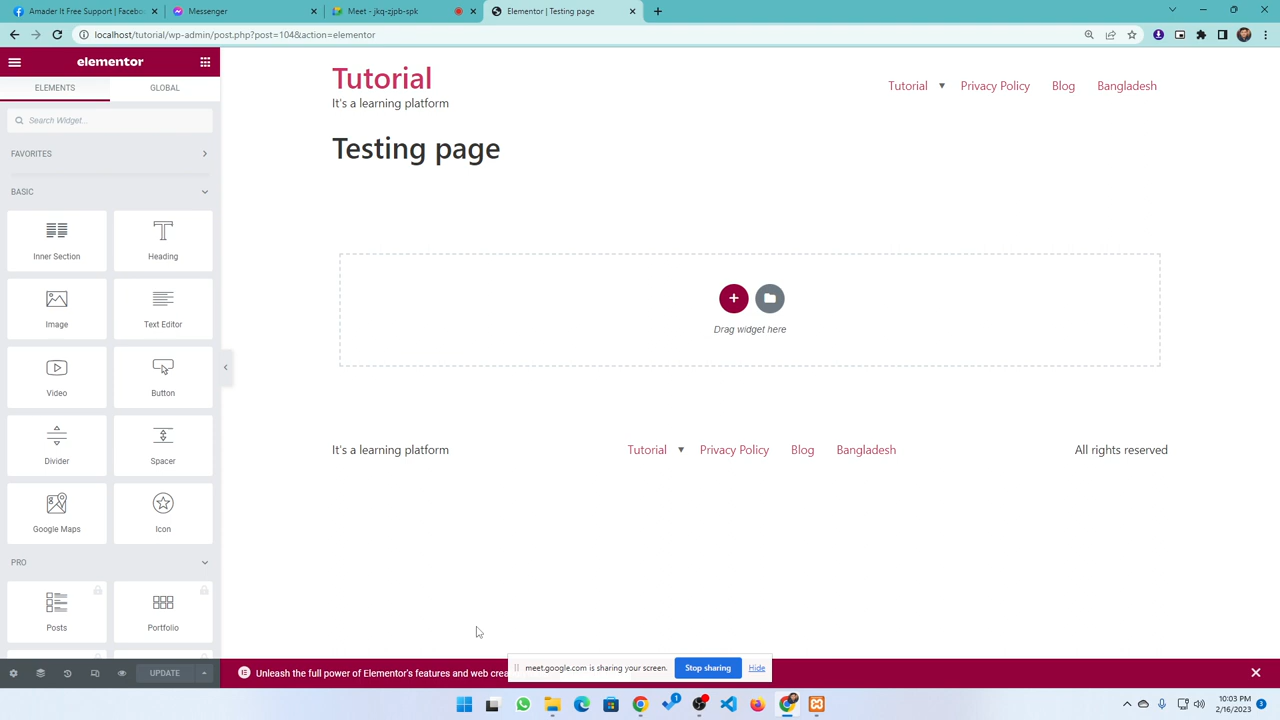 Amader It Firm | Facebo
Messenger
Meet - jkq-jzpb-spk
Elementor | Testing page
localhost/tutorial/wp-admin/post.php?post=104&action=elementor
elementor
ELEMENTS
GLOBAL
Search Widget...
FAVORITES
BASIC
Inner Section
Heading
Image
Text Editor
Video
Button
Divider
Spacer
Google Maps
Icon
PRO
Posts
Portfolio
UPDATE
Tutorial
It's a learning platform
Tutorial ▼ Privacy Policy Blog Bangladesh
Testing page
Drag widget here
It's a learning platform
Tutorial ▼ Privacy Policy Blog Bangladesh
All rights reserved
Unleash the full power of Elementor's features and web crea
meet.google.com is sharing your screen.
Stop sharing
Hide
1
10:03 PM
2/16/2023
3